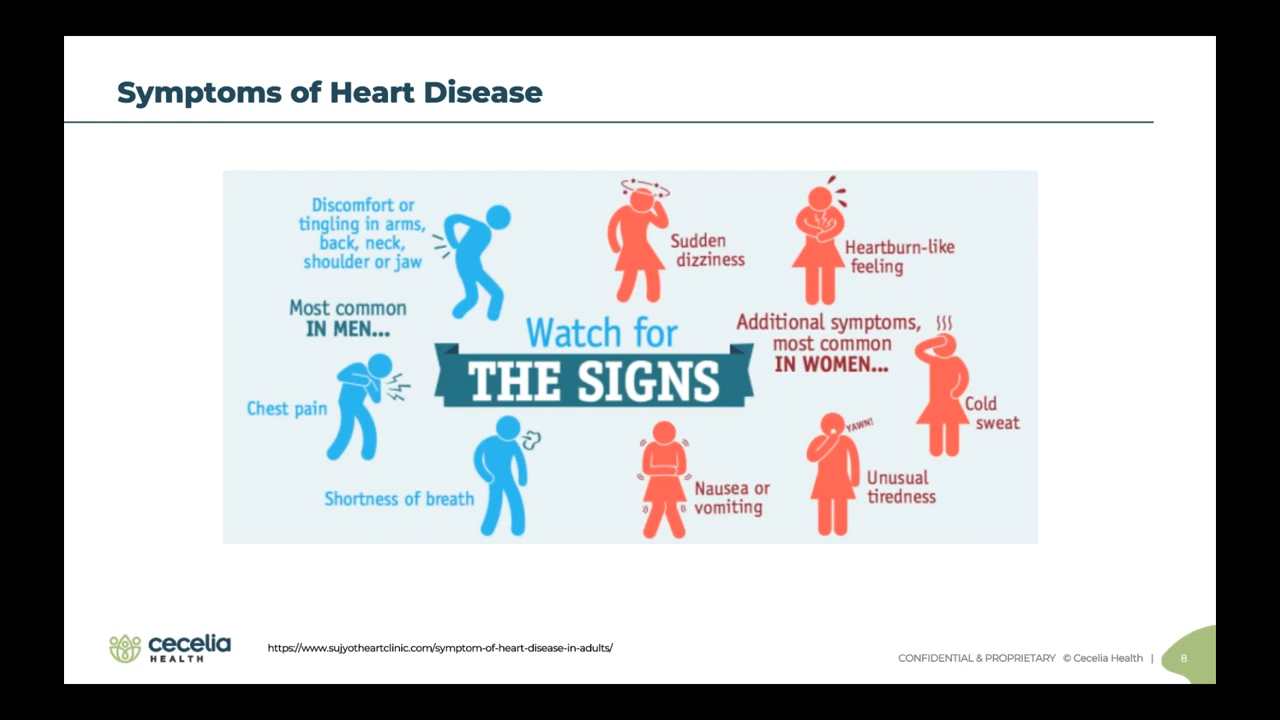 Symptoms of Heart Disease
Discomfort or
tingling in arms,
back, neck,
shoulder or jaw
Most common
IN MEN...
Chest pain
Shortness of breath
Watch for
THE SIGNS
Sudden
dizziness
Heartburn-like
feeling
Additional symptoms,
most common
IN WOMEN...
Cold
sweat
YAWN!
Unusual
tiredness
Nausea or
vomiting
cecelia
HEALTH
https://www.sujyotheartclinic.com/symptom-of-heart-disease-in-adults/
CONFIDENTIAL & PROPRIETARY © Cecelia Health |
8